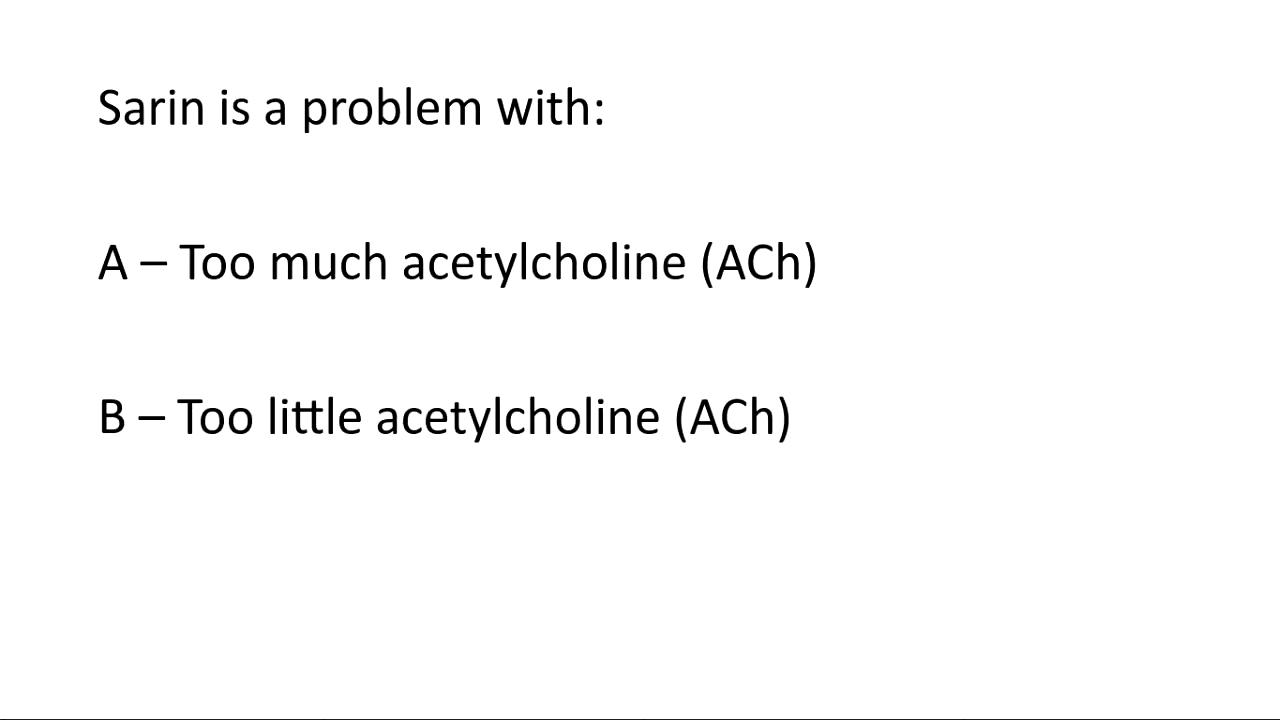 Sarin is a problem with:
A – Too much acetylcholine (ACh)
B – Too little acetylcholine (ACh)